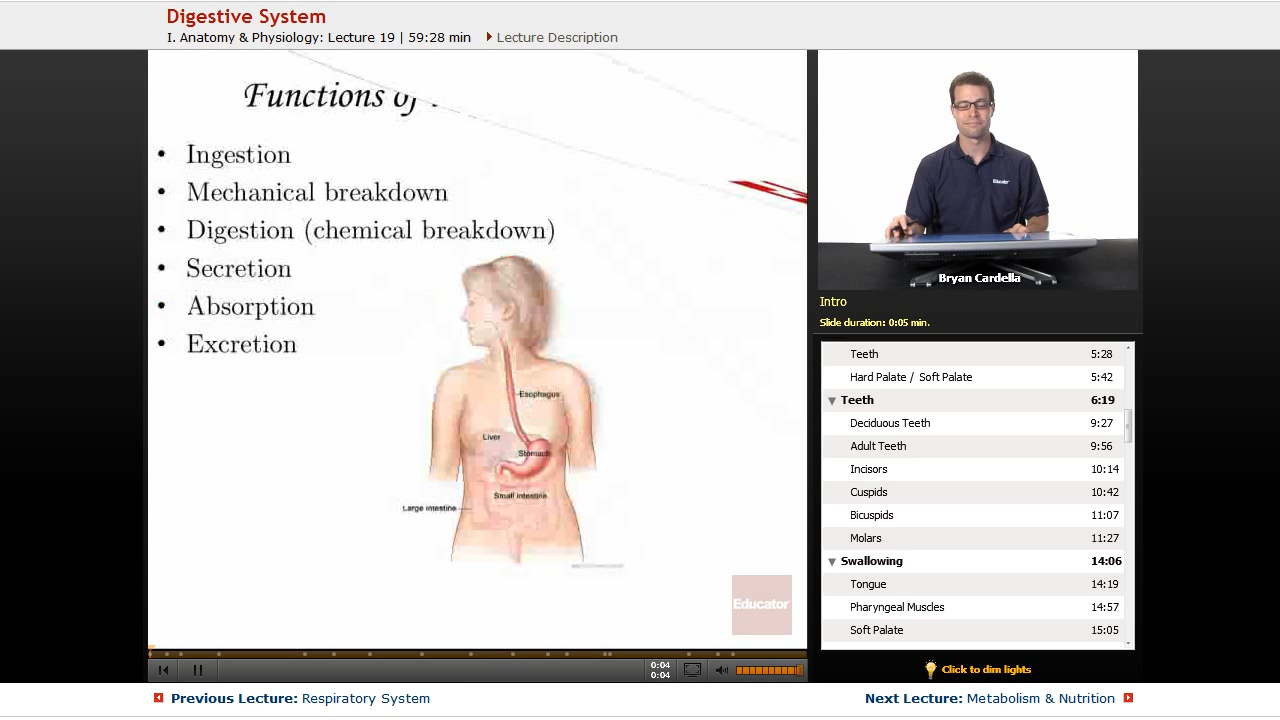 Digestive System
I. Anatomy & Physiology: Lecture 19 | 59:28 min Lecture Description
Functions of
• Ingestion
• Mechanical breakdown
• Digestion (chemical breakdown)
• Secretion
• Absorption
• Excretion
Esophagus
Liver
Stomach
Small intestine
Large intestine
Educator
Educator
Bryan Cardella
Intro
Slide duration: 0:05 min.
Teeth 5:28
Hard Palate / Soft Palate 5:42
Teeth 6:19
Deciduous Teeth 9:27
Adult Teeth 9:56
Incisors 10:14
Cuspids 10:42
Bicuspids 11:07
Molars 11:27
Swallowing 14:06
Tongue 14:19
Pharyngeal Muscles 14:57
Soft Palate 15:05
0:04
0:04
Click to dim lights
Previous Lecture: Respiratory System
Next Lecture: Metabolism & Nutrition